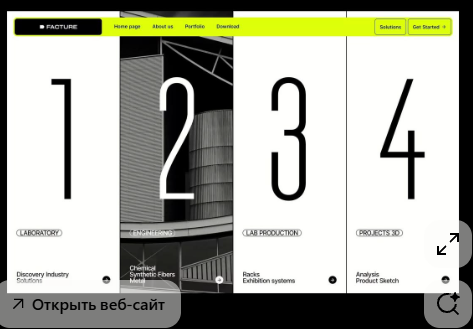 FACTURE
Home page
About us
Portfolio
Download
Solutions
Get Started +
1
2
3
4
LABORATORY
ENGINEERING
LAB PRODUCTION
PROJECTS 3D
Discovery Industry
Solutions
Chemical
Synthetic Fibers
Metal
Racks
Exhibition systems
Analysis
Product Sketch
Открыть веб-сайт